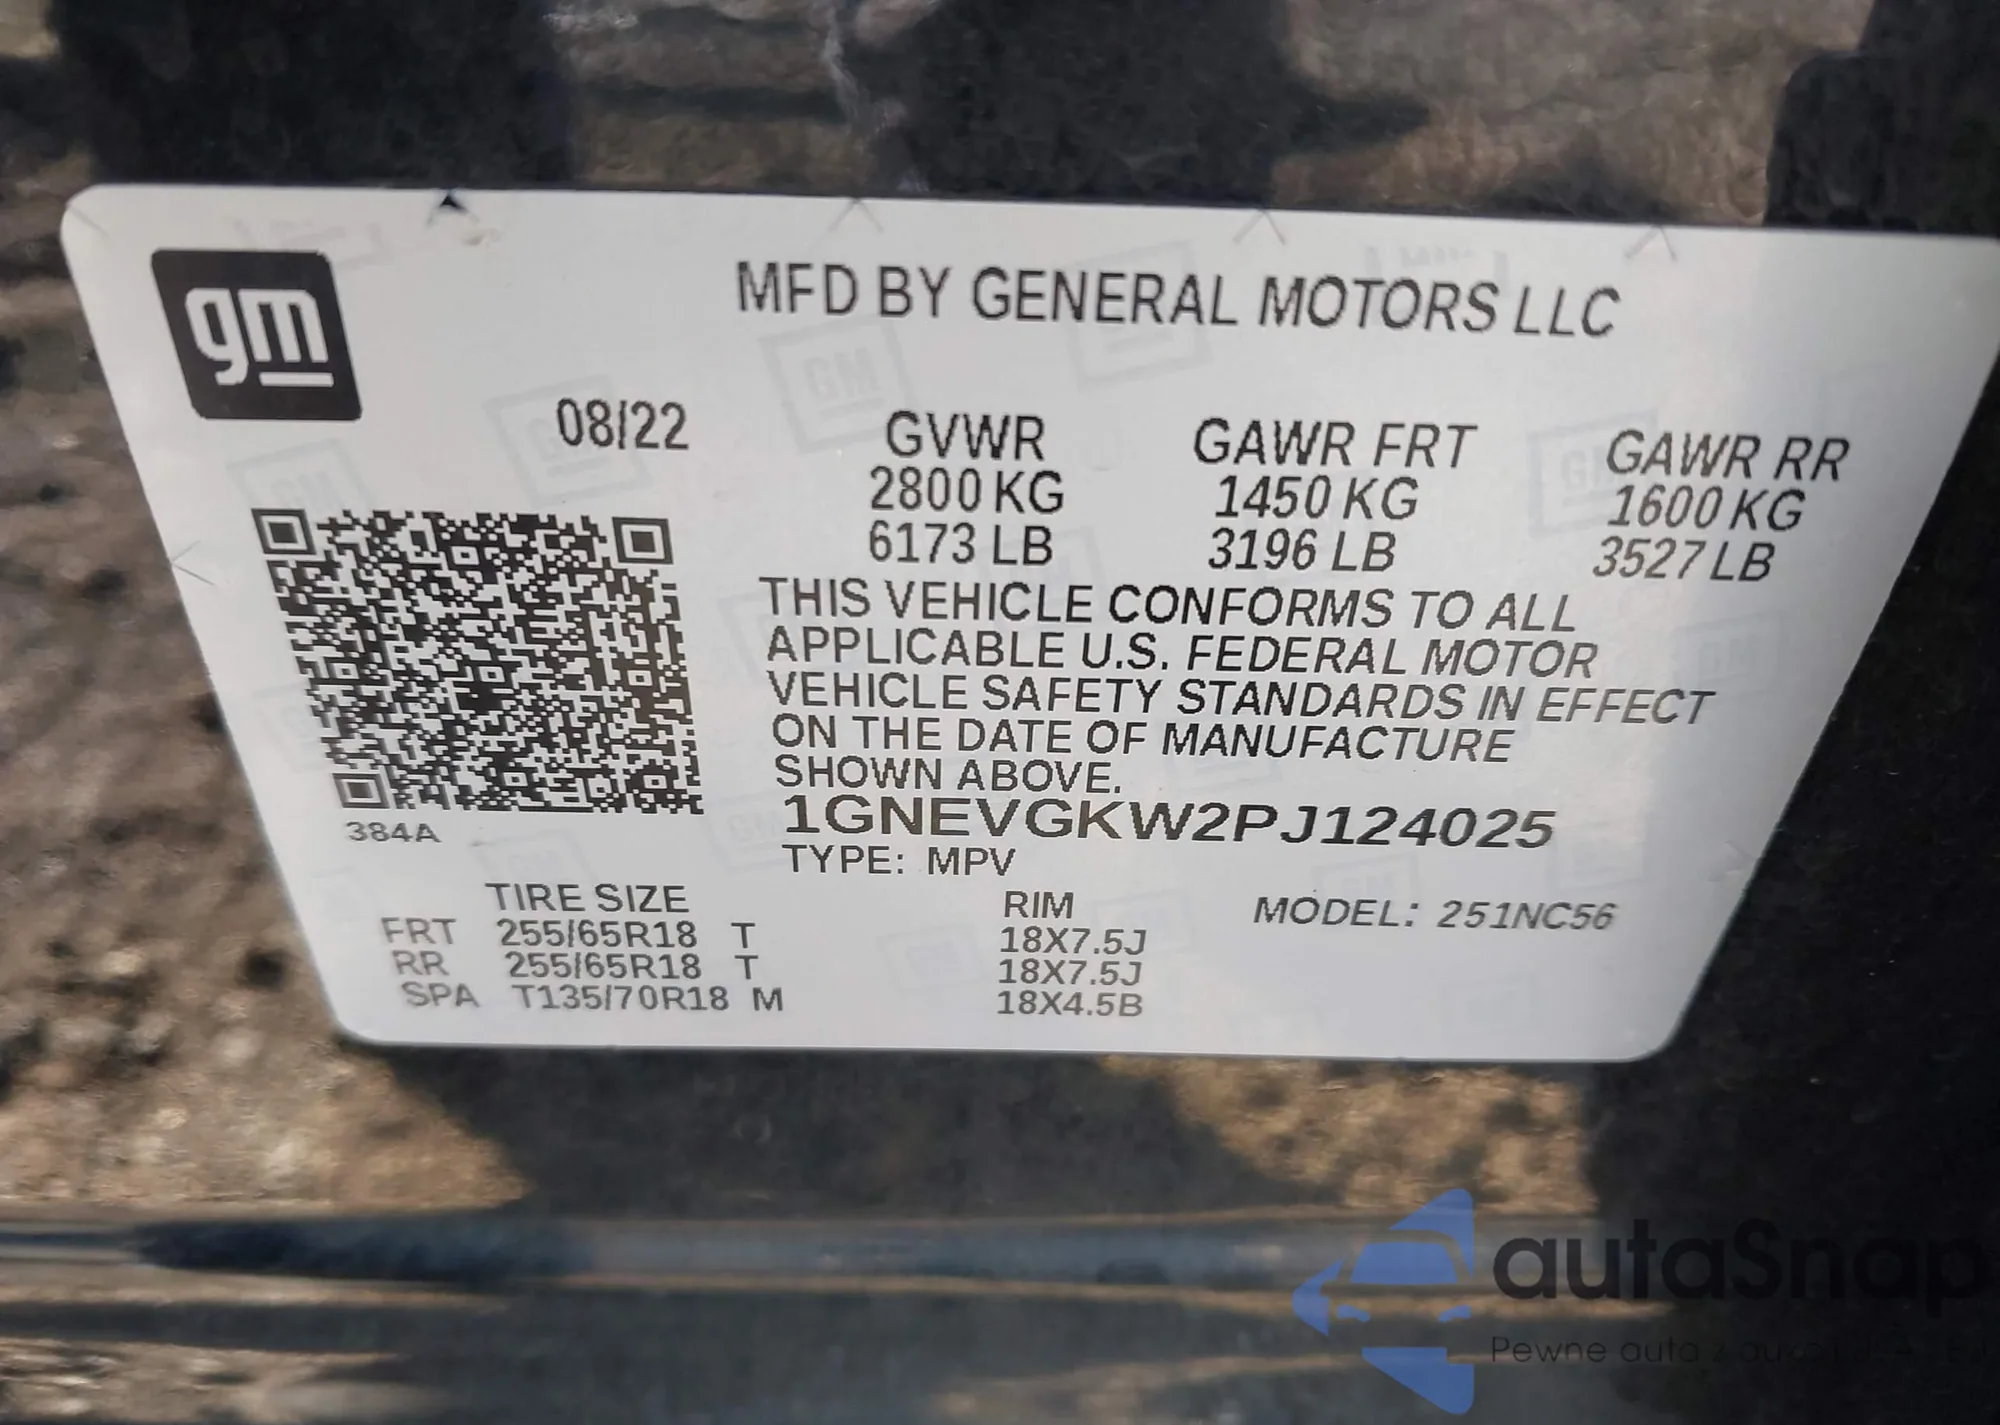 gm
MFD BY GENERAL MOTORS LLC
08/22 GVWR GAWR FRT GAWR RR
2800 KG 1450 KG 1600 KG
6173 LB 3196 LB 3527 LB
THIS VEHICLE CONFORMS TO ALL
APPLICABLE U.S. FEDERAL MOTOR
VEHICLE SAFETY STANDARDS IN EFFECT
ON THE DATE OF MANUFACTURE
SHOWN ABOVE.
1GNEVGKW2PJ124025
384A
TYPE: MPV
TIRE SIZE RIM MODEL: 251NC56
FRT 255/65R18 T 18X7.5J
RR 255/65R18 T 18X7.5J
SPA T135/70R18 M 18X4.5B
autaSnap
Pewne auta z